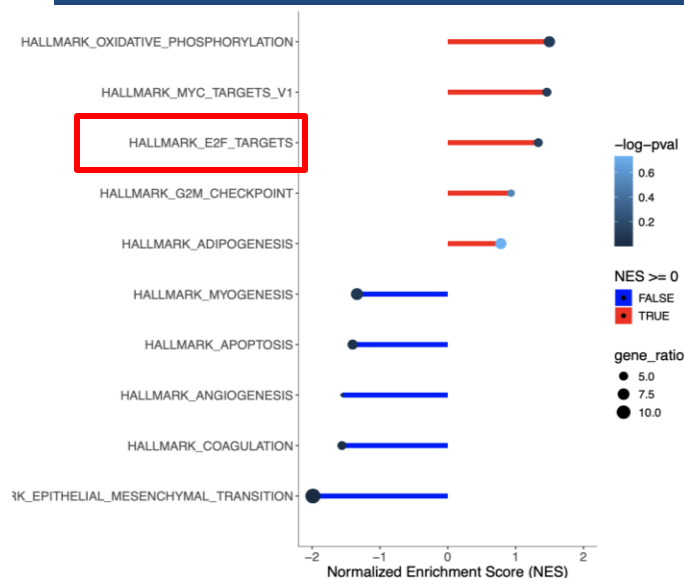 HALLMARK_OXIDATIVE_PHOSPHORYLATION
HALLMARK_MYC_TARGETS_V1
HALLMARK_E2F_TARGETS
HALLMARK_G2M_CHECKPOINT
HALLMARK_ADIPOGENESIS
HALLMARK_MYOGENESIS
HALLMARK_APOPTOSIS
HALLMARK_ANGIOGENESIS
HALLMARK_COAGULATION
RK_EPITHELIAL_MESENCHYMAL_TRANSITION
-2 -1 0 1 2
Normalized Enrichment Score (NES)
-log-pval
0.6
0.4
0.2
NES >= 0
FALSE
TRUE
gene_ratio
5.0
7.5
10.0